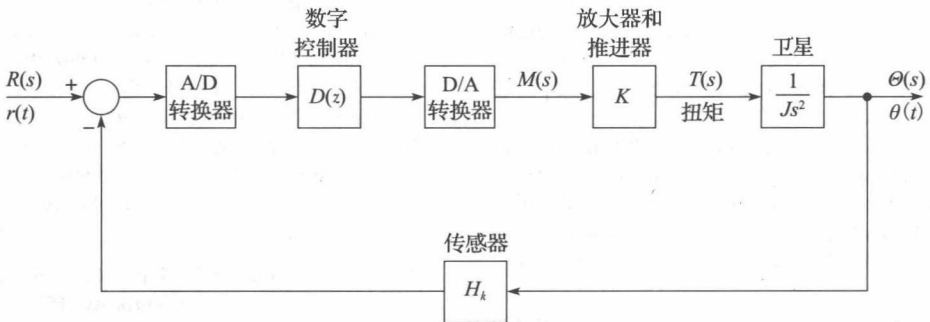 数字
控制器
放大器和
推进器
卫星
R(s)
+
r(t)
−
A/D
转换器
D(z)
D/A
转换器
M(s)
K
T(s)
扭矩
1
Js²
Θ(s)
θ(t)
传感器
Hₖ